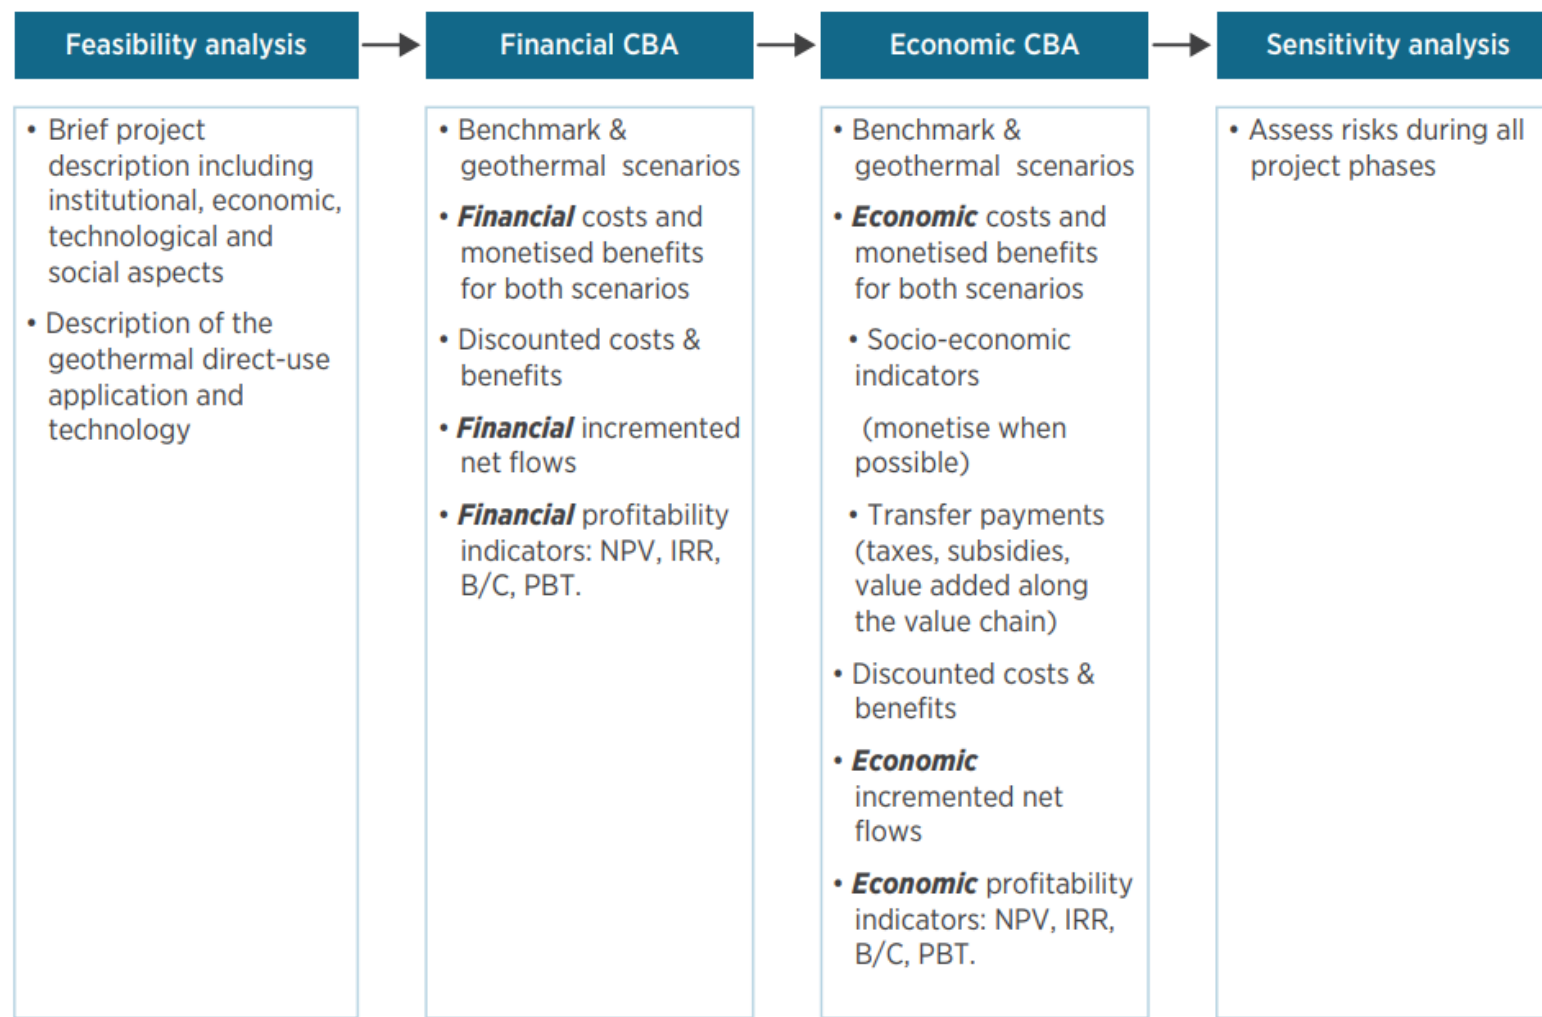 Feasibility analysis
Financial CBA
Economic CBA
Sensitivity analysis
• Brief project
description including
institutional, economic,
technological and
social aspects
• Description of the
geothermal direct-use
application and
technology
• Benchmark &
geothermal scenarios
• Financial costs and
monetised benefits
for both scenarios
• Discounted costs &
benefits
• Financial incremented
net flows
• Financial profitability
indicators: NPV, IRR,
B/C, PBT.
• Benchmark &
geothermal scenarios
• Economic costs and
monetised benefits
for both scenarios
• Socio-economic
indicators
(monetise when
possible)
• Transfer payments
(taxes, subsidies,
value added along
the value chain)
• Discounted costs &
benefits
• Economic
incremented net
flows
• Economic profitability
indicators: NPV, IRR,
B/C, PBT.
• Assess risks during all
project phases